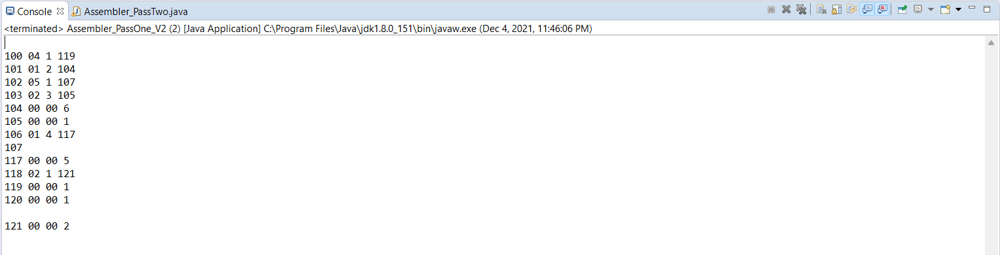 Console Assembler_PassTwo.java
<terminated> Assembler_PassOne_V2 (2) [Java Application] C:\Program Files\Java\jdk1.8.0_151\bin\javaw.exe (Dec 4, 2021, 11:46:06 PM)
100 04 1 119
101 01 2 104
102 05 1 107
103 02 3 105
104 00 00 6
105 00 00 1
106 01 4 117
107
117 00 00 5
118 02 1 121
119 00 00 1
120 00 00 1
121 00 00 2